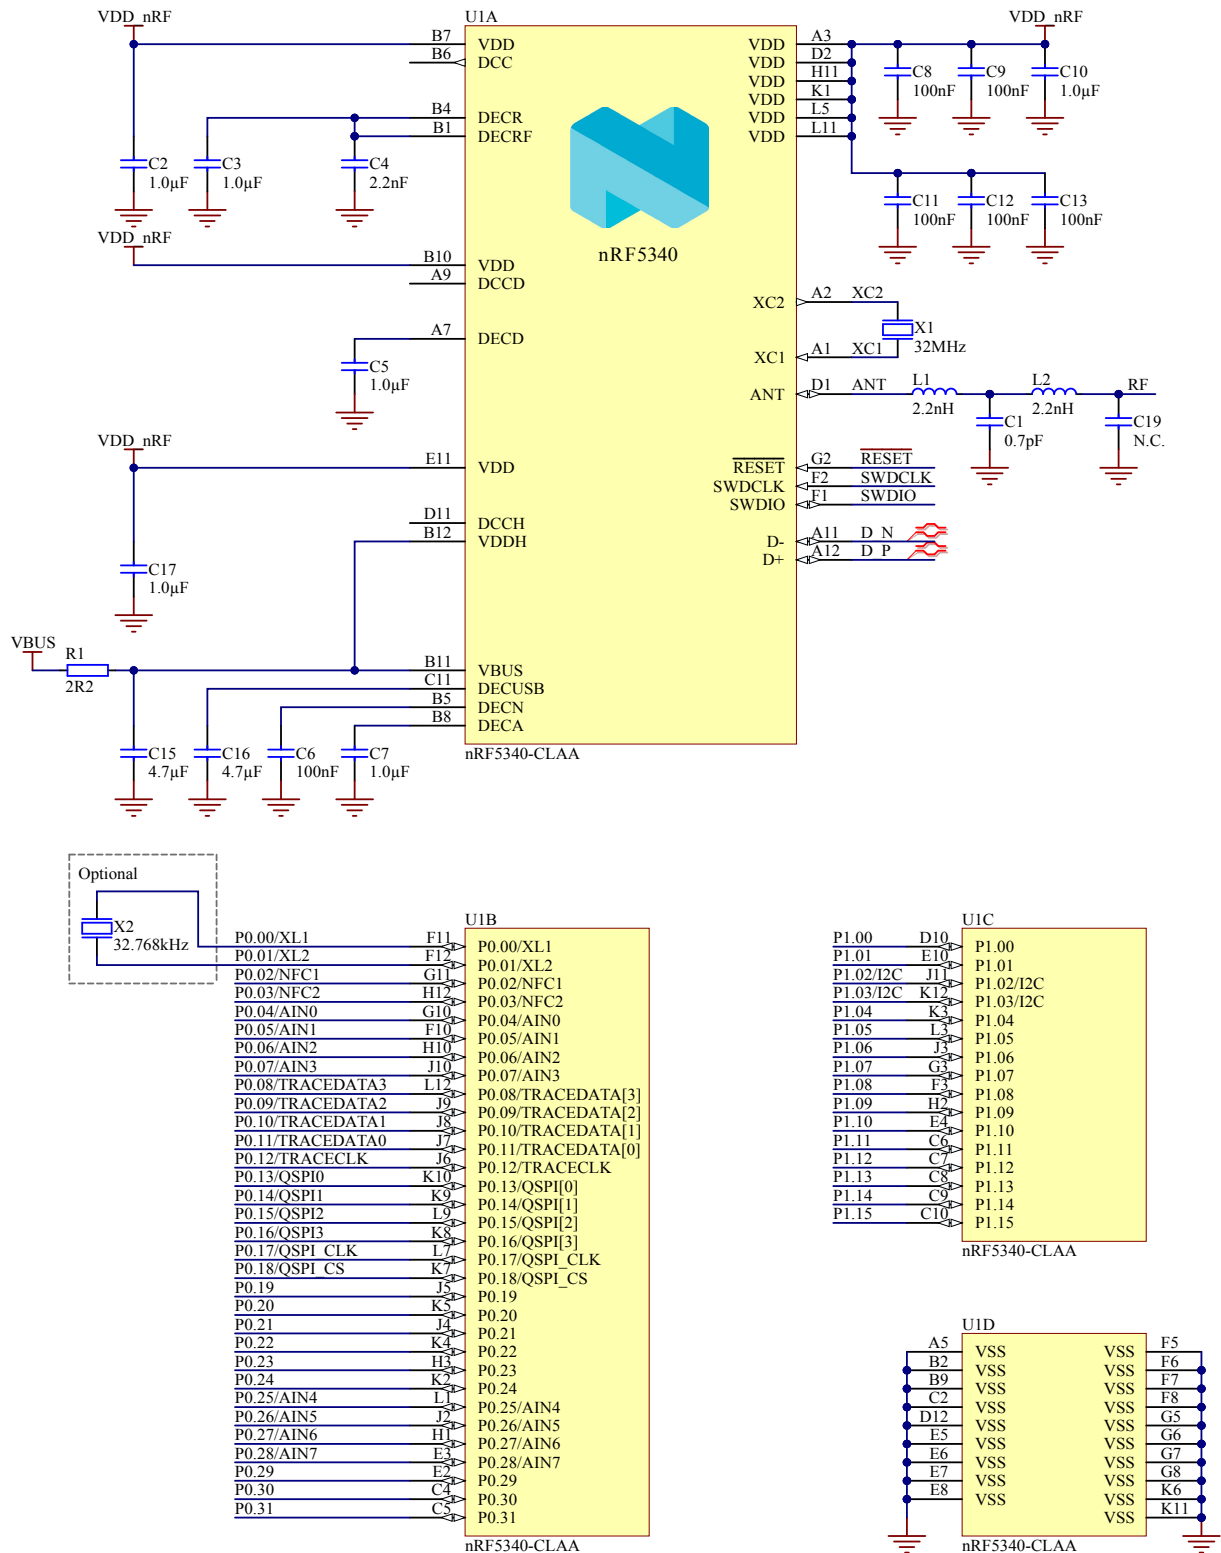 VDD_nRF
U1A
VDD_nRF
B7 VDD
B6 DCC
B4 DECR
B1 DECRF
C2 1.0µF
C3 1.0µF
C4 2.2nF
VDD_nRF
B10 VDD
A9 DCCD
A7 DECD
C5 1.0µF
VDD_nRF
E11 VDD
D11 DCCH
B12 VDDH
C17 1.0µF
VBUS
R1 2R2
B11 VBUS
C11 DECUSB
B5 DECN
B8 DECA
C15 4.7µF
C16 4.7µF
C6 100nF
C7 1.0µF
nRF5340
VDD A3
VDD D2
VDD H11
VDD K1
VDD L5
VDD L11
C8 100nF
C9 100nF
C10 1.0µF
C11 100nF
C12 100nF
C13 100nF
XC2 A2 XC2
X1 32MHz
XC1 A1 XC1
ANT D1 ANT
L1 2.2nH
L2 2.2nH
RF
C1 0.7pF
C19 N.C.
RESET G2 RESET
SWDCLK F2 SWDCLK
SWDIO F1 SWDIO
D- A11 D_N
D+ A12 D_P
nRF5340-CLAA
Optional
X2 32.768kHz
U1B
P0.00/XL1 F11 P0.00/XL1
P0.01/XL2 F12 P0.01/XL2
P0.02/NFC1 G11 P0.02/NFC1
P0.03/NFC2 H12 P0.03/NFC2
P0.04/AIN0 G10 P0.04/AIN0
P0.05/AIN1 F10 P0.05/AIN1
P0.06/AIN2 H10 P0.06/AIN2
P0.07/AIN3 J10 P0.07/AIN3
P0.08/TRACEDATA3 L12 P0.08/TRACEDATA[3]
P0.09/TRACEDATA2 J9 P0.09/TRACEDATA[2]
P0.10/TRACEDATA1 J8 P0.10/TRACEDATA[1]
P0.11/TRACEDATA0 J7 P0.11/TRACEDATA[0]
P0.12/TRACECLK J6 P0.12/TRACECLK
P0.13/QSPI0 K10 P0.13/QSPI[0]
P0.14/QSPI1 K9 P0.14/QSPI[1]
P0.15/QSPI2 L9 P0.15/QSPI[2]
P0.16/QSPI3 K8 P0.16/QSPI[3]
P0.17/QSPI_CLK L7 P0.17/QSPI_CLK
P0.18/QSPI_CS K7 P0.18/QSPI_CS
P0.19 J5 P0.19
P0.20 K5 P0.20
P0.21 J4 P0.21
P0.22 K4 P0.22
P0.23 H3 P0.23
P0.24 K2 P0.24
P0.25/AIN4 L1 P0.25/AIN4
P0.26/AIN5 J2 P0.26/AIN5
P0.27/AIN6 H1 P0.27/AIN6
P0.28/AIN7 E3 P0.28/AIN7
P0.29 E2 P0.29
P0.30 C4 P0.30
P0.31 C5 P0.31
nRF5340-CLAA
U1C
P1.00 D10 P1.00
P1.01 E10 P1.01
P1.02/I2C J11 P1.02/I2C
P1.03/I2C K12 P1.03/I2C
P1.04 K3 P1.04
P1.05 L3 P1.05
P1.06 J3 P1.06
P1.07 G3 P1.07
P1.08 F3 P1.08
P1.09 H2 P1.09
P1.10 E4 P1.10
P1.11 C6 P1.11
P1.12 C7 P1.12
P1.13 C8 P1.13
P1.14 C9 P1.14
P1.15 C10 P1.15
nRF5340-CLAA
U1D
A5 VSS VSS F5
B2 VSS VSS F6
B9 VSS VSS F7
C2 VSS VSS F8
D12 VSS VSS G5
E5 VSS VSS G6
E6 VSS VSS G7
E7 VSS VSS G8
E8 VSS VSS K6
VSS K11
nRF5340-CLAA